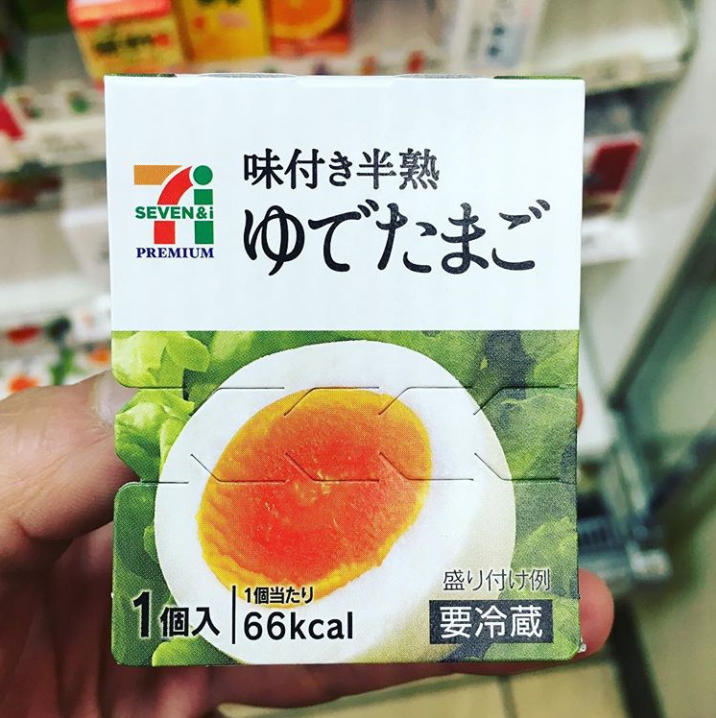 味付き半熟
ゆでたまご
SEVEN&i
PREMIUM
1個入
1個当たり
66kcal
盛り付け例
要冷蔵